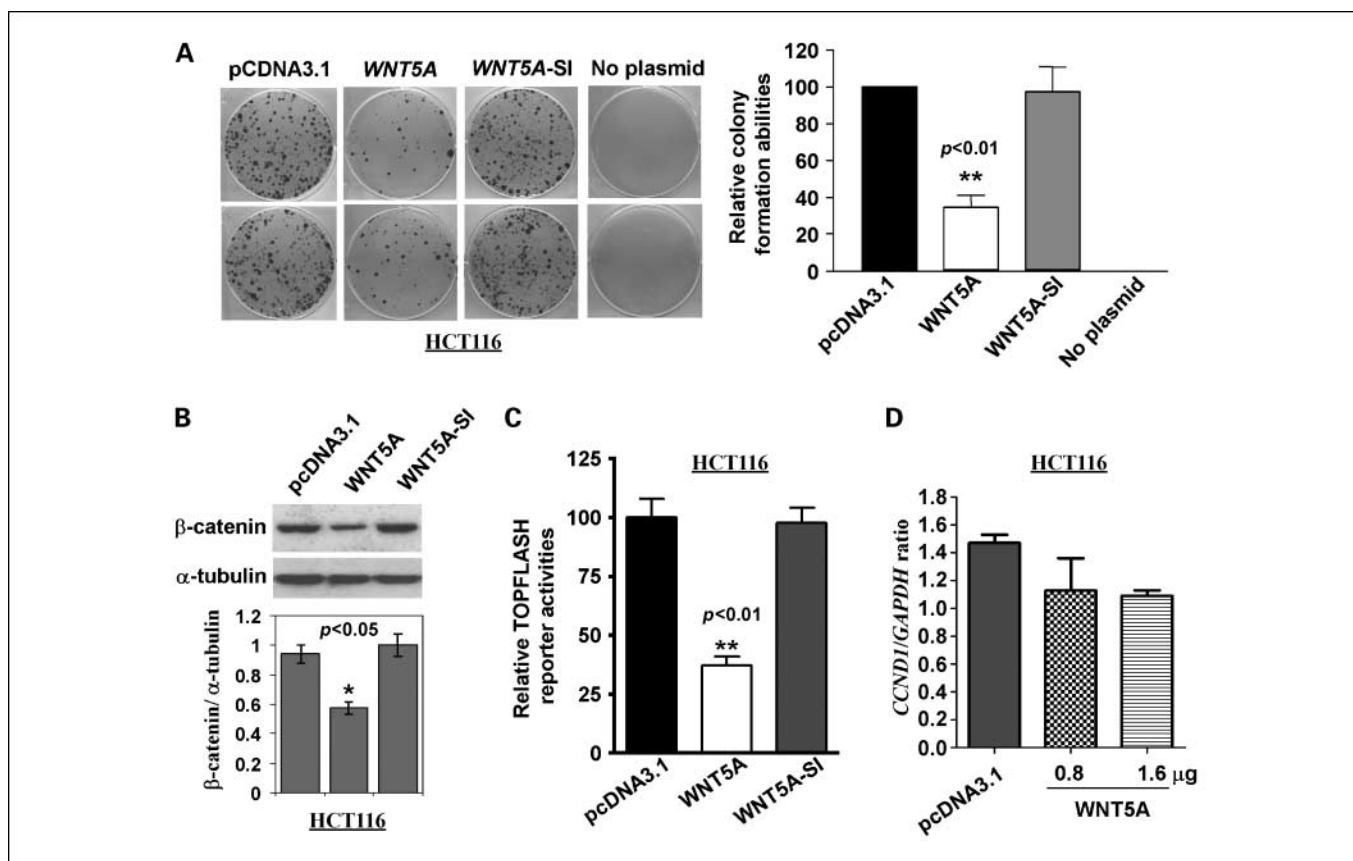 A
pCDNA3.1 WNT5A WNT5A-SI No plasmid
HCT116
Relative colony
formation abilities
120
100
80
60
40
20
0
p<0.01
**
pcDNA3.1
WNT5A
WNT5A-SI
No plasmid
B
pcDNA3.1
WNT5A
WNT5A-SI
β-catenin
α-tubulin
β-catenin/ α-tubulin
1.2
1
0.8
0.6
0.4
0.2
0
p<0.05
*
HCT116
C
HCT116
Relative TOPFLASH
reporter activities
125
100
75
50
25
0
p<0.01
**
pcDNA3.1
WNT5A
WNT5A-SI
D
HCT116
CCND1/GAPDH ratio
1.8
1.6
1.4
1.2
1.0
1.8
1.6
1.4
1.2
0.0
pcDNA3.1
0.8 1.6 μg
WNT5A